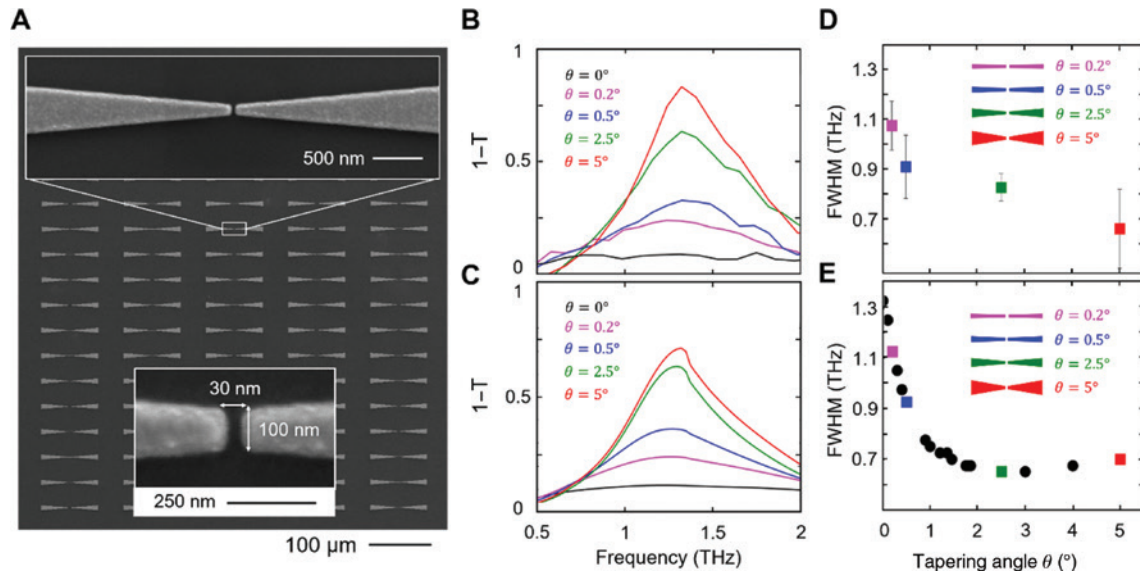 A
500 nm
30 nm
100 nm
250 nm
100 μm
B
1
0.5
0
1–T
θ = 0°
θ = 0.2°
θ = 0.5°
θ = 2.5°
θ = 5°
C
1
0.5
0
1–T
θ = 0°
θ = 0.2°
θ = 0.5°
θ = 2.5°
θ = 5°
0.5 1 1.5 2
Frequency (THz)
D
1.3
1.1
0.9
0.7
FWHM (THz)
θ = 0.2°
θ = 0.5°
θ = 2.5°
θ = 5°
E
1.3
1.1
0.9
0.7
FWHM (THz)
θ = 0.2°
θ = 0.5°
θ = 2.5°
θ = 5°
0 1 2 3 4 5
Tapering angle θ (°)